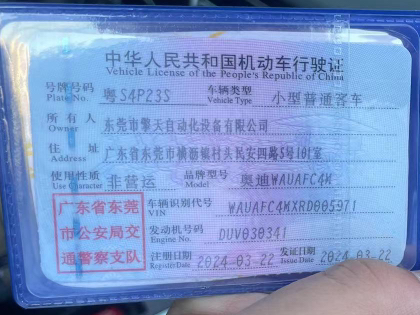 中华人民共和国机动车行驶证
Vehicle License of the People's Republic of China
号牌号码 粤S4P23S 车辆类型 小型普通客车
Plate No. Vehicle Type
所有人 东莞市擎天自动化设备有限公司
Owner
住址 广东省东莞市横沥镇村头民安四路5号101室
Address
使用性质 非营运 品牌型号 奥迪WAUAFC4M
Use Character Model
广东省东莞 车辆识别代号 WAUAFC4MXRD005971
市公安局交 VIN
通警察支队 发动机号码 DUV030341
Engine No.
注册日期 2024-03-22 发证日期 2024-03-22
Register Date Issue Date